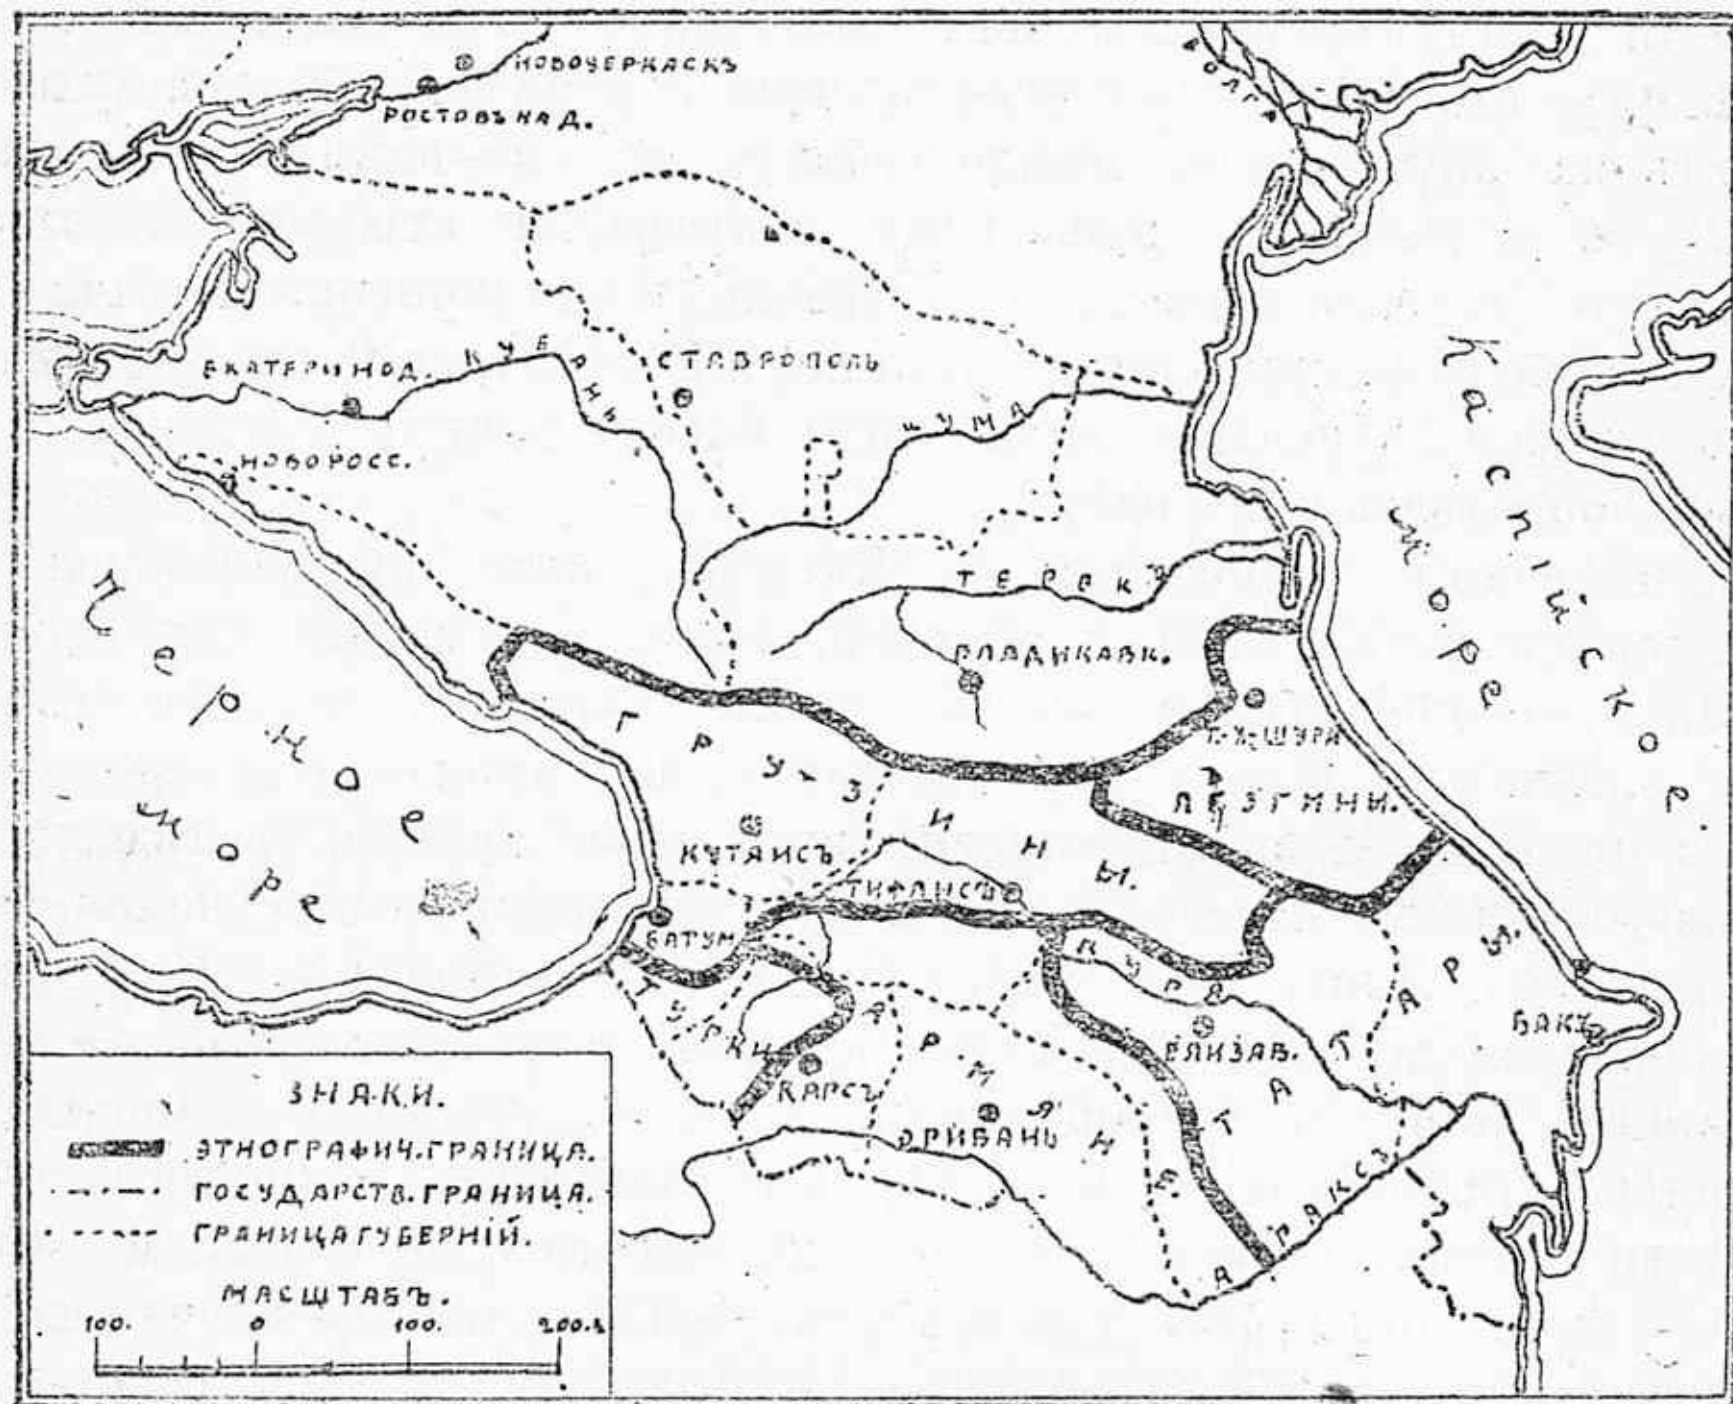 НОВОЧЕРКАСКЪ
РОСТОВЪ НА Д.
ВОЛГА
ЕКАТЕРИНОД.
КУБАНЬ
СТАВРОПОЛЬ
КУМА
НОВОРОСС.
Каспійское
море
ТЕРЕКЪ
ВЛАДИКАВК.
Черное
море
Т-Х-ШУРА
ЛЕЗГИНЫ.
ГРУЗИНЫ.
КУТАИСЪ
ТИФЛИСЪ
БАТУМ
КУРА
ТУРКИ
АРМЯНЕ.
ТАТАРЫ.
ЕЛИЗАВ.
БАКУ
КАРСЪ
ЭРИВАНЬ
АРАКСЪ
ЗНАКИ.
ЭТНОГРАФИЧ. ГРАНИЦА.
ГОСУДАРСТВ. ГРАНИЦА.
ГРАНИЦА ГУБЕРНІЙ.
МАСШТАБЪ.
100. 0 100. 200.